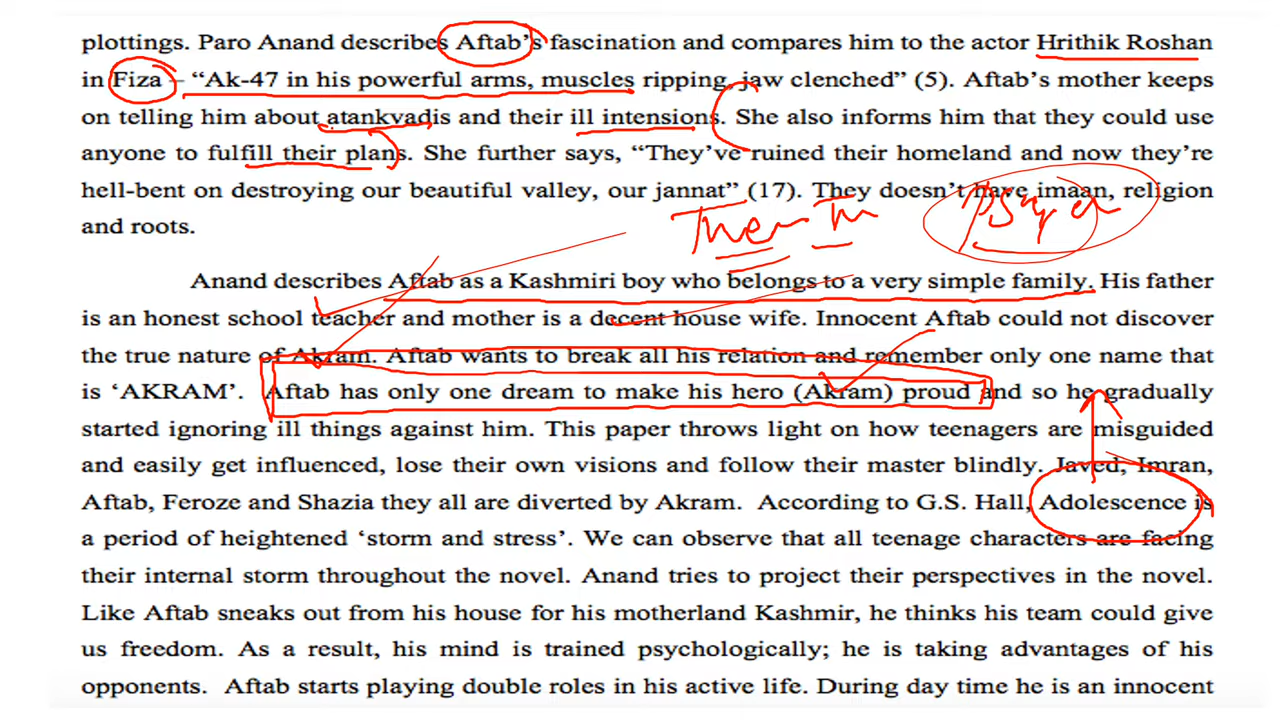 plottings. Paro Anand describes Aftab's fascination and compares him to the actor Hrithik Roshan
in Fiza – “Ak-47 in his powerful arms, muscles ripping, jaw clenched” (5). Aftab's mother keeps
on telling him about atankvadis and their ill intensions. She also informs him that they could use
anyone to fulfill their plans. She further says, “They've ruined their homeland and now they're
hell-bent on destroying our beautiful valley, our jannat” (17). They doesn't have imaan, religion
and roots.
Anand describes Aftab as a Kashmiri boy who belongs to a very simple family. His father
is an honest school teacher and mother is a decent house wife. Innocent Aftab could not discover
the true nature of Akram. Aftab wants to break all his relation and remember only one name that
is ‘AKRAM’. Aftab has only one dream to make his hero (Akram) proud and so he gradually
started ignoring ill things against him. This paper throws light on how teenagers are misguided
and easily get influenced, lose their own visions and follow their master blindly. Javed, Imran,
Aftab, Feroze and Shazia they all are diverted by Akram. According to G.S. Hall, Adolescence is
a period of heightened ‘storm and stress’. We can observe that all teenage characters are facing
their internal storm throughout the novel. Anand tries to project their perspectives in the novel.
Like Aftab sneaks out from his house for his motherland Kashmir, he thinks his team could give
us freedom. As a result, his mind is trained psychologically; he is taking advantages of his
opponents. Aftab starts playing double roles in his active life. During day time he is an innocent